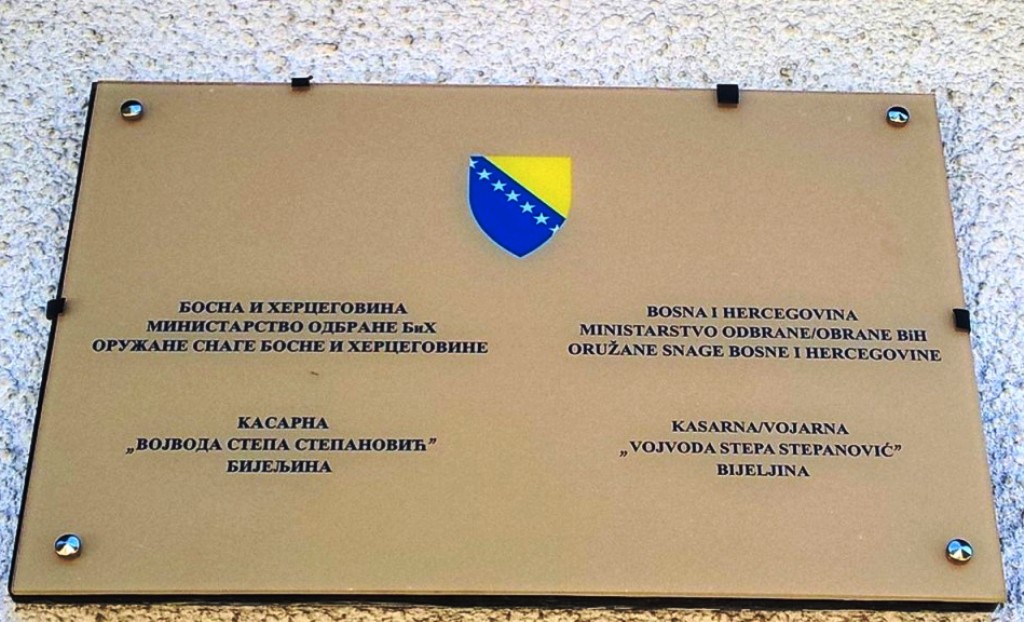 БОСНА И ХЕРЦЕГОВИНА
МИНИСТАРСТВО ОДБРАНЕ БиХ
ОРУЖАНЕ СНАГЕ БОСНЕ И ХЕРЦЕГОВИНЕ
КАСАРНА
„ВОЈВОДА СТЕПА СТЕПАНОВИЋ”
БИЈЕЉИНА
BOSNA I HERCEGOVINA
MINISTARSTVO ODBRANE/OBRANE BiH
ORUŽANE SNAGE BOSNE I HERCEGOVINE
KASARNA/VOJARNA
„VOJVODA STEPA STEPANOVIĆ”
BIJELJINA